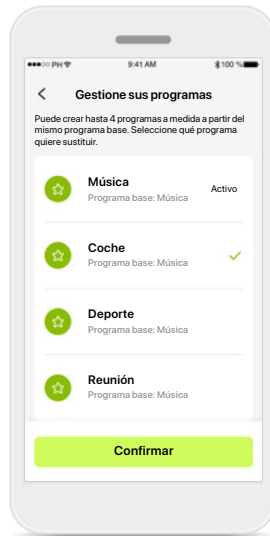 PH 9:41 AM 100 %
Gestione sus programas
Puede crear hasta 4 programas a medida a partir del
mismo programa base. Seleccione qué programa
quiere sustituir.
Música
Programa base: Música
Activo
Coche
Programa base: Música
Deporte
Programa base: Música
Reunión
Programa base: Música
Confirmar